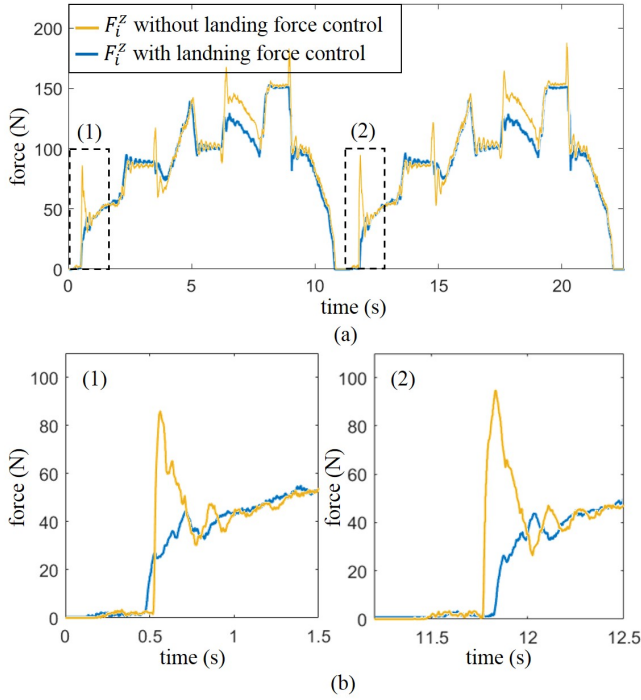 F_i^z without landing force control
F_i^z with landning force control
200
150
100
50
0
force (N)
(1)
(2)
0 5 10 15 20
time (s)
(a)
(1)
100
80
60
40
20
0
force (N)
0 0.5 1 1.5
time (s)
(2)
100
80
60
40
20
0
force (N)
11.5 12 12.5
time (s)
(b)